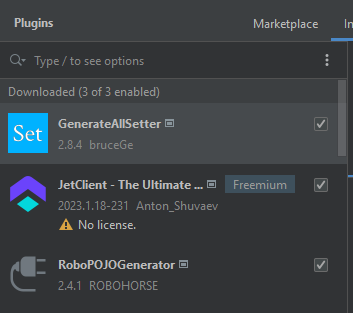 Plugins
Marketplace
In
Type / to see options
Downloaded (3 of 3 enabled)
Set
GenerateAllSetter
2.8.4 bruceGe
JetClient - The Ultimate ... Freemium
2023.1.18-231 Anton_Shuvaev
No license.
RoboPOJOGenerator
2.4.1 ROBOHORSE